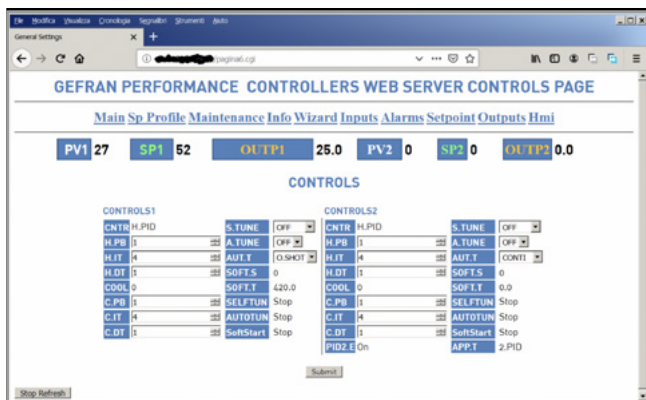 File Modifica Visualizza Cronologia Segnalibri Strumenti Aiuto
General Settings
/pagina6.cgi
GEFRAN PERFORMANCE CONTROLLERS WEB SERVER CONTROLS PAGE
Main Sp Profile Maintenance Info Wizard Inputs Alarms Setpoint Outputs Hmi
PV1 27 SP1 52 OUTP1 25.0 PV2 0 SP2 0 OUTP2 0.0
CONTROLS
CONTROLS1 CONTROLS2
CNTR H.PID S.TUNE OFF CNTR H.PID S.TUNE OFF
H.PB 1 A.TUNE OFF H.PB 1 A.TUNE OFF
H.IT 4 AUT.T O.SHOT H.IT 4 AUT.T CONTI
H.DT 1 SOFT.S 0 H.DT 1 SOFT.S 0
COOL 0 SOFT.T 420.0 COOL 0 SOFT.T 0.0
C.PB 1 SELFTUN Stop C.PB 1 SELFTUN Stop
C.IT 4 AUTOTUN Stop C.IT 4 AUTOTUN Stop
C.DT 1 SoftStart Stop C.DT 1 SoftStart Stop
PID2.E On APP.T 2.PID
Submit
Stop Refresh